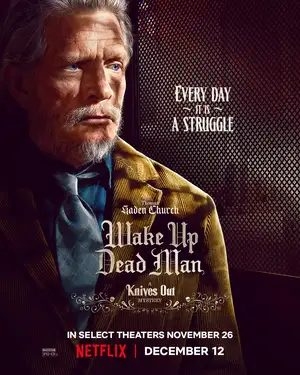 EVERY DAY
IT IS
A STRUGGLE
Thomas
Haden Church
Wake Up
Dead Man
A
Knives Out
MYSTERY
IN SELECT THEATERS NOVEMBER 26
NETFLIX | DECEMBER 12